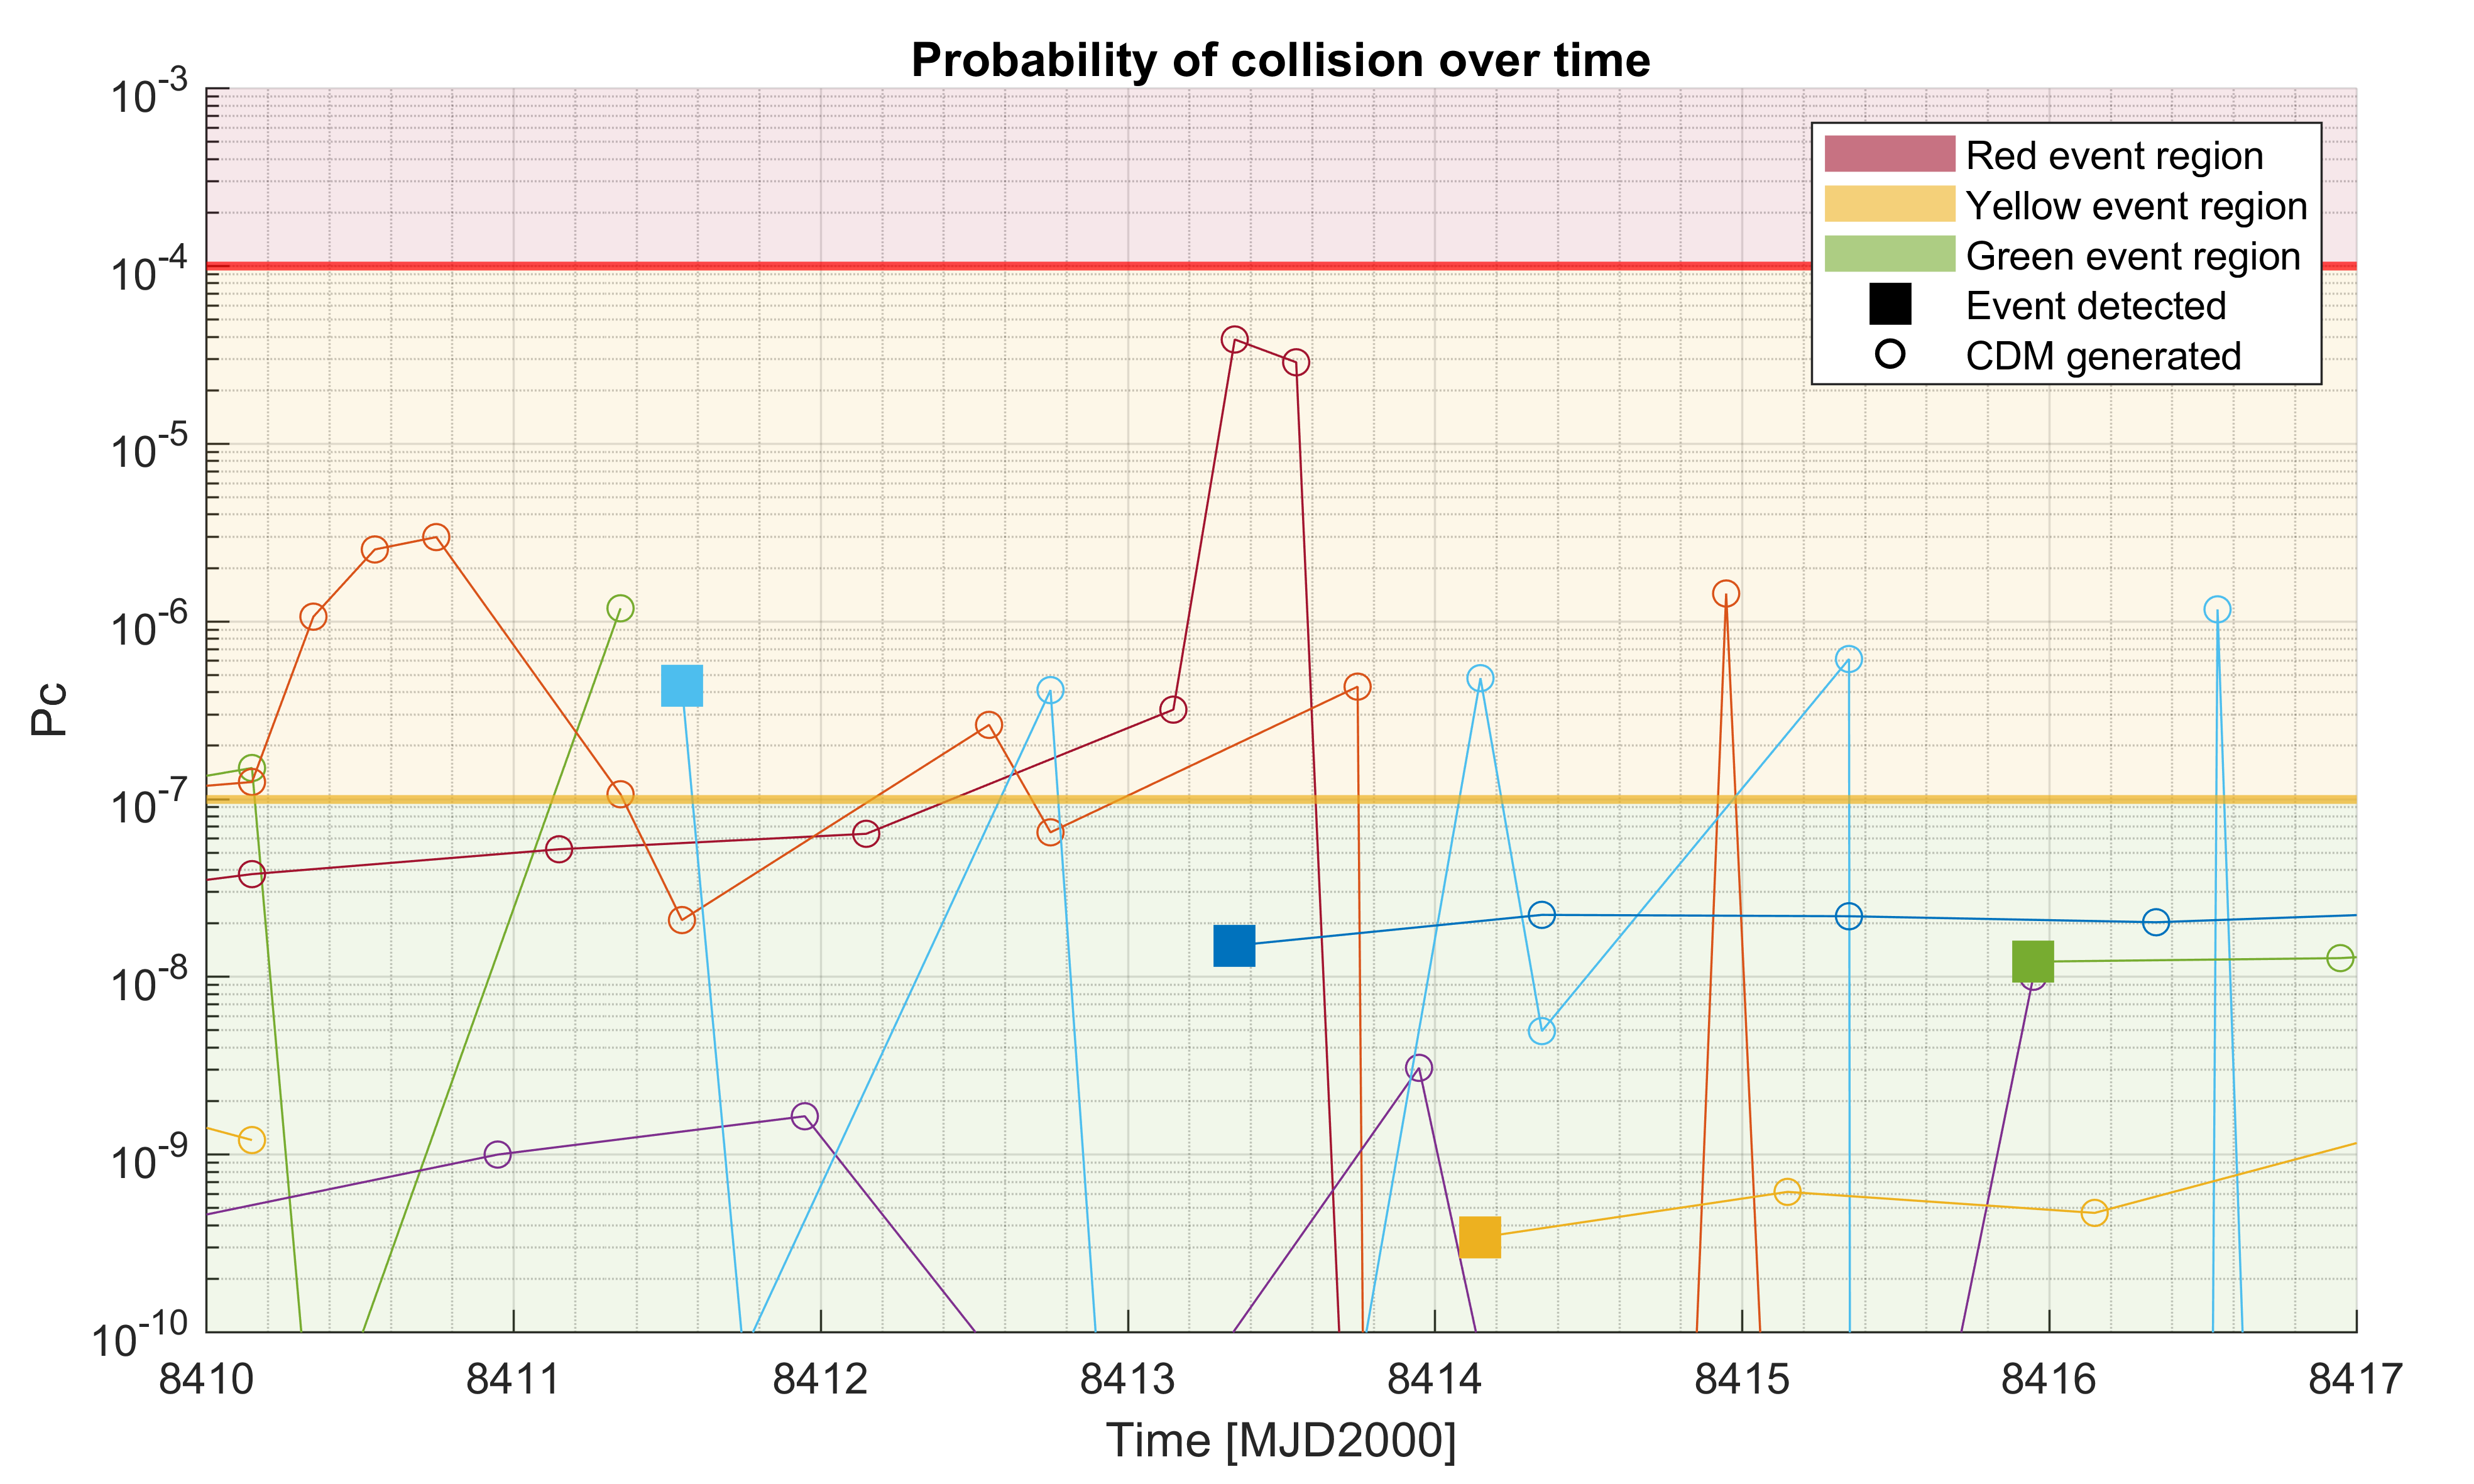 Probability of collision over time
10^-3
10^-4
10^-5
10^-6
10^-7
10^-8
10^-9
10^-10
Pc
Red event region
Yellow event region
Green event region
Event detected
CDM generated
8410 8411 8412 8413 8414 8415 8416 8417
Time [MJD2000]